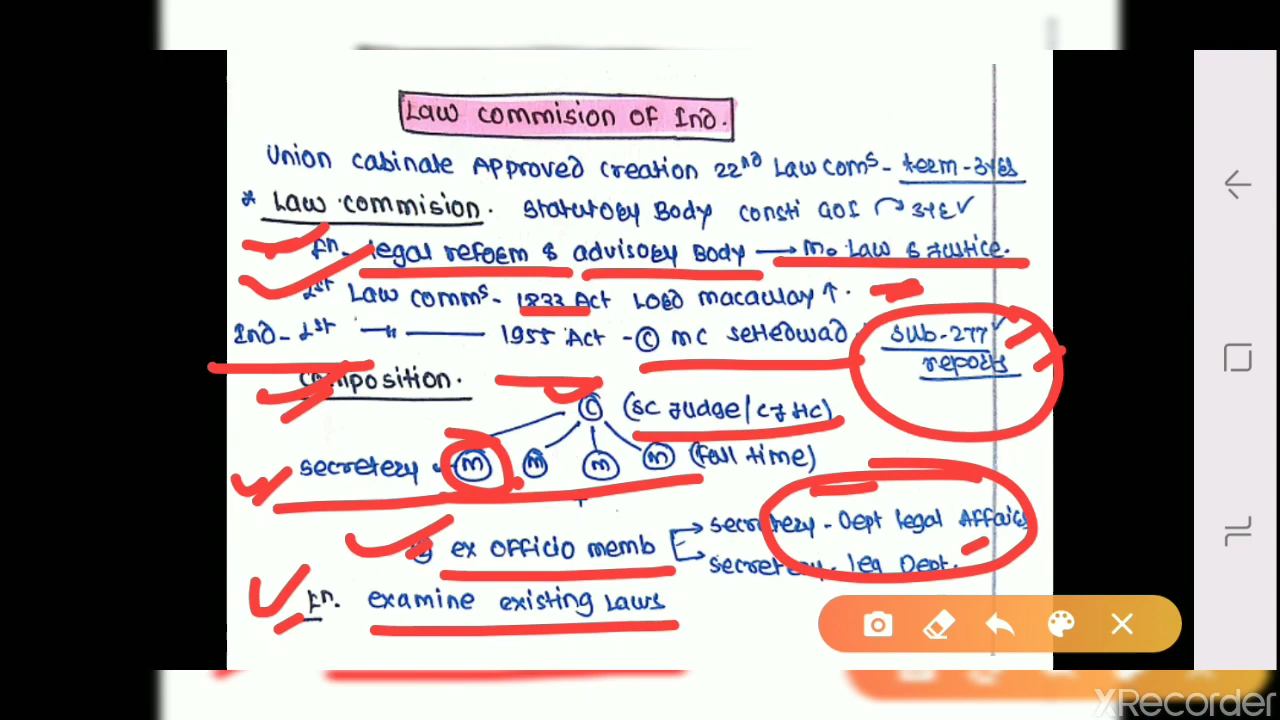 Law commision of Ind.
Union cabinate Approved creation 22nd Law comS - term - 3yrs
* Law commision. Statutory Body consti GOI 3yr
fn - legal reform & advisory Body → Mo Law & Justice.
1st Law commS - 1833 Act Lord macaulay ↑.
Ind - 1st —"— 1955 Act - C MC Setledwad sub - 277 reports
composition.
C (SC Judge/CJ HC)
secretery M M M M (full time)
ex officio memb secretery - Dept legal Affairs
secretery - leg Dept.
Fn. examine existing Laws
XRecorder